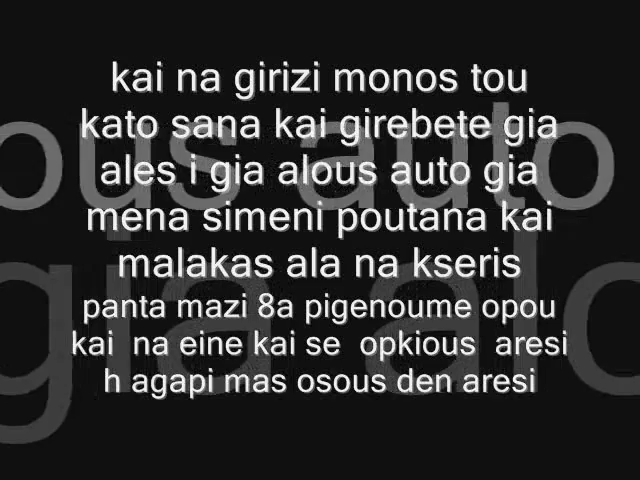 kai na girizi monos tou
kato sana kai girebete gia
ales i gia alous auto gia
mena simeni poutana kai
malakas ala na kseris
panta mazi 8a pigenoume opou
kai na eine kai se opkious aresi
h agapi mas osous den aresi